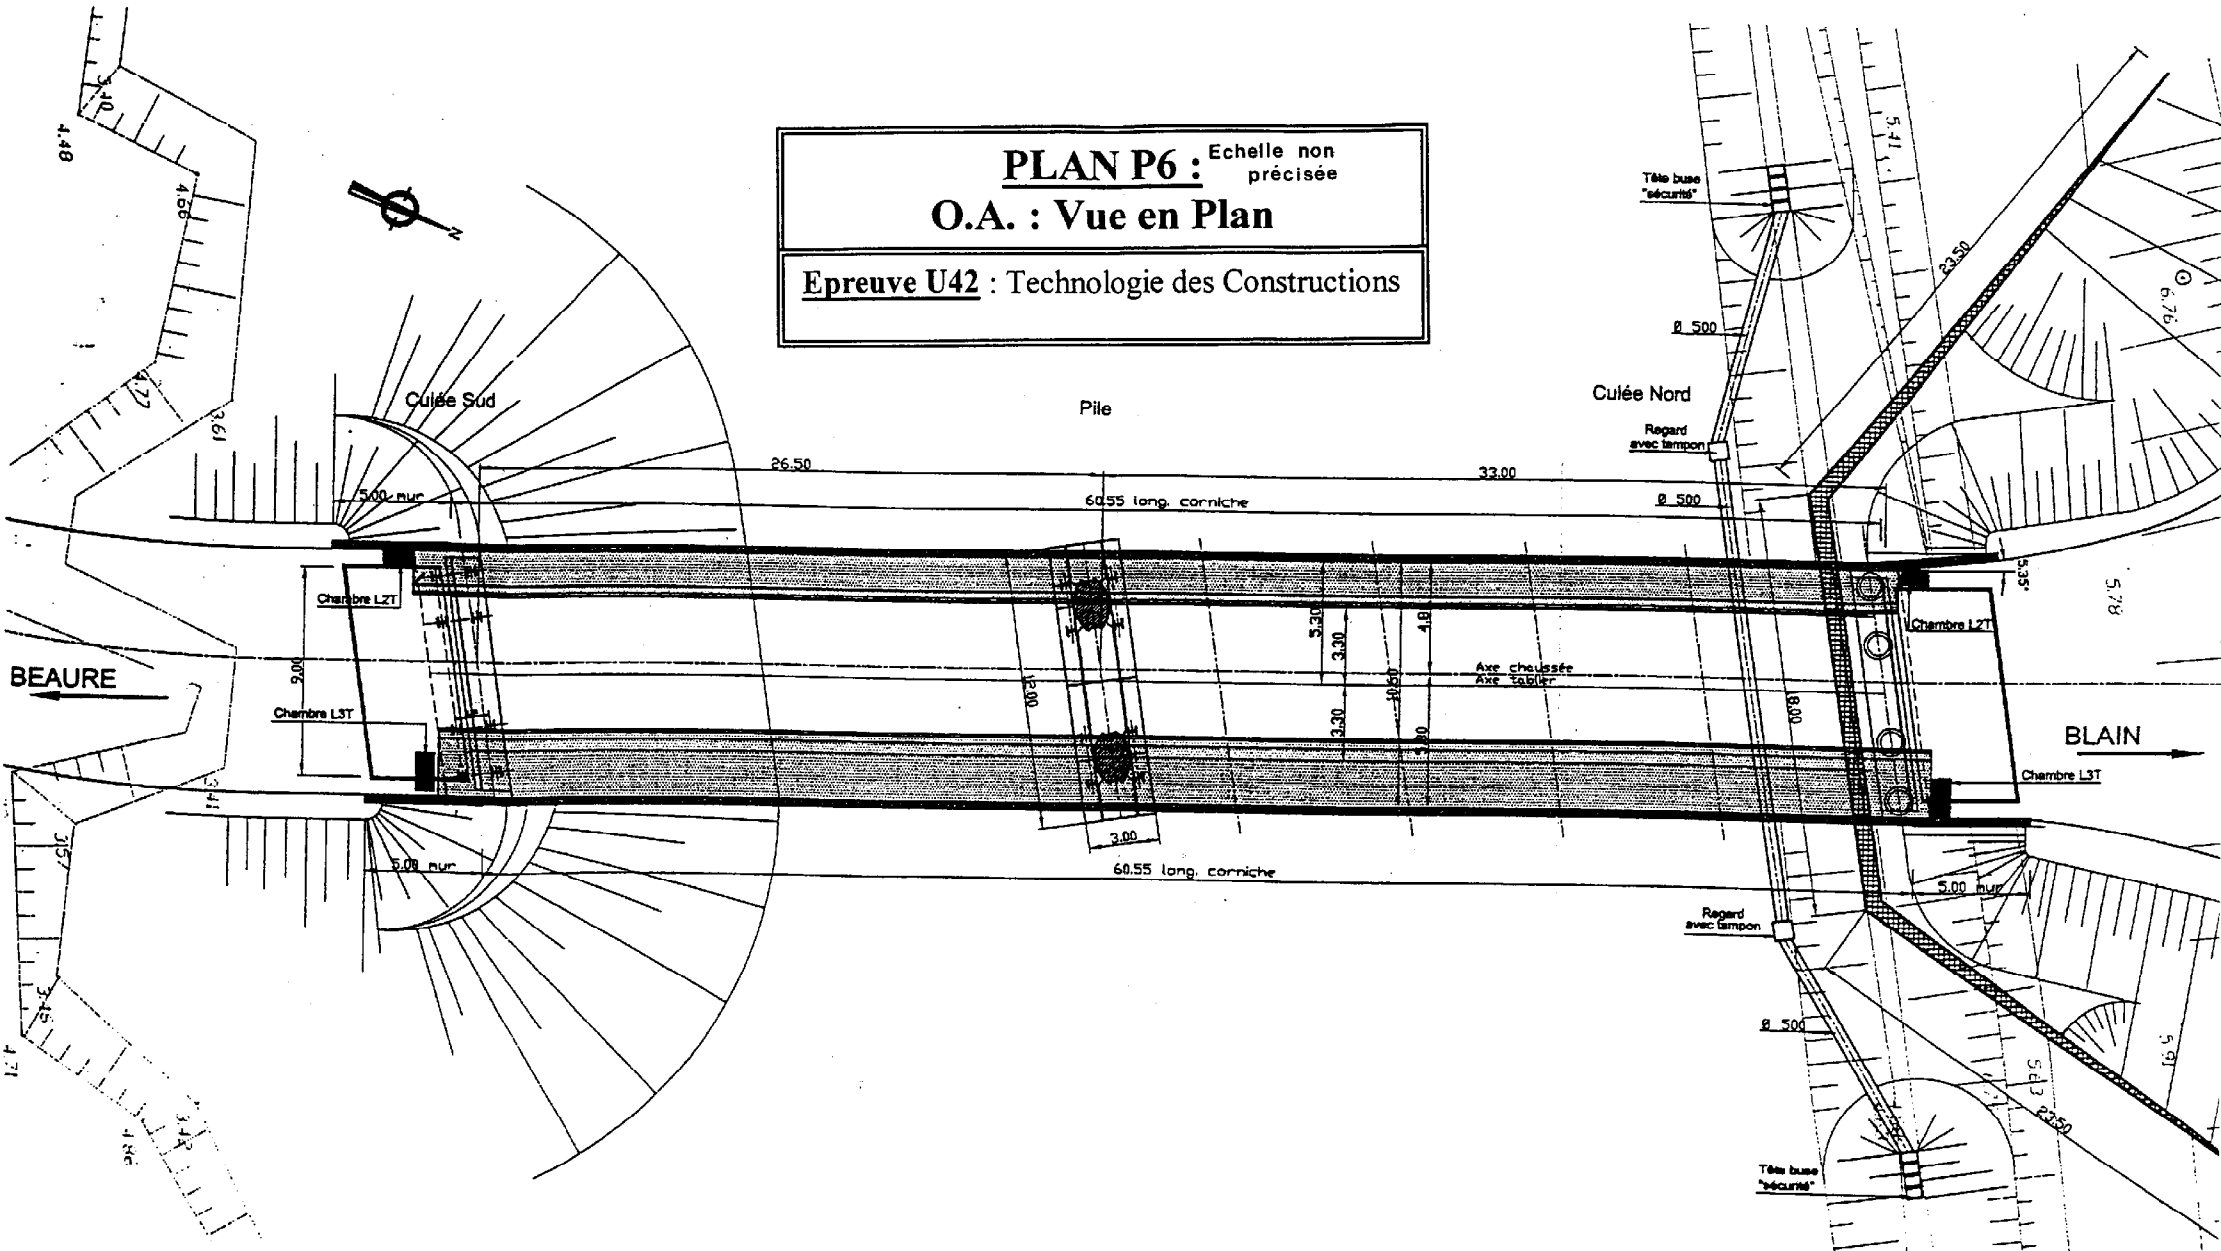 PLAN P6 : Echelle non
précisée
O.A. : Vue en Plan
Epreuve U42 : Technologie des Constructions
N
Culée Sud
Pile
Culée Nord
Tête buse
"sécurité"
Ø 500
Regard
avec tampon
Ø 500
23.50
26.50
33.00
5.00 mur
60.55 long. corniche
Chambre L2T
Chambre L3T
9.00
BEAURE
12.00
5.30
3.30
4.8
10.60
3.30
Axe chaussée
Axe tablier
18.00
Chambre L2T
BLAIN
Chambre L3T
3.00
5.00 mur
60.55 long. corniche
5.00 mur
Regard
avec tampon
Ø 500
23.50
Tête buse
"sécurité"
4.48
4.66
4.77
3.61
3.41
3.57
3.45
5.41
6.76
5.78
5.91